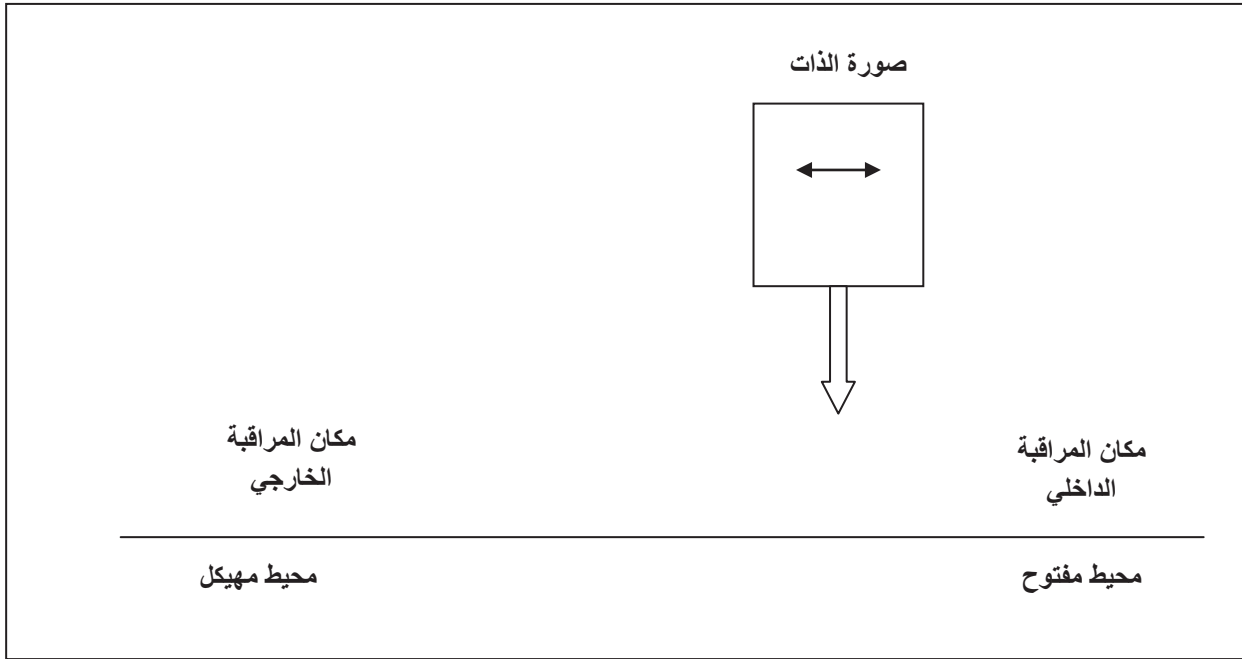 صورة الذات
مكان المراقبة
الداخلي
مكان المراقبة
الخارجي
محيط مفتوح
محيط مهيكل